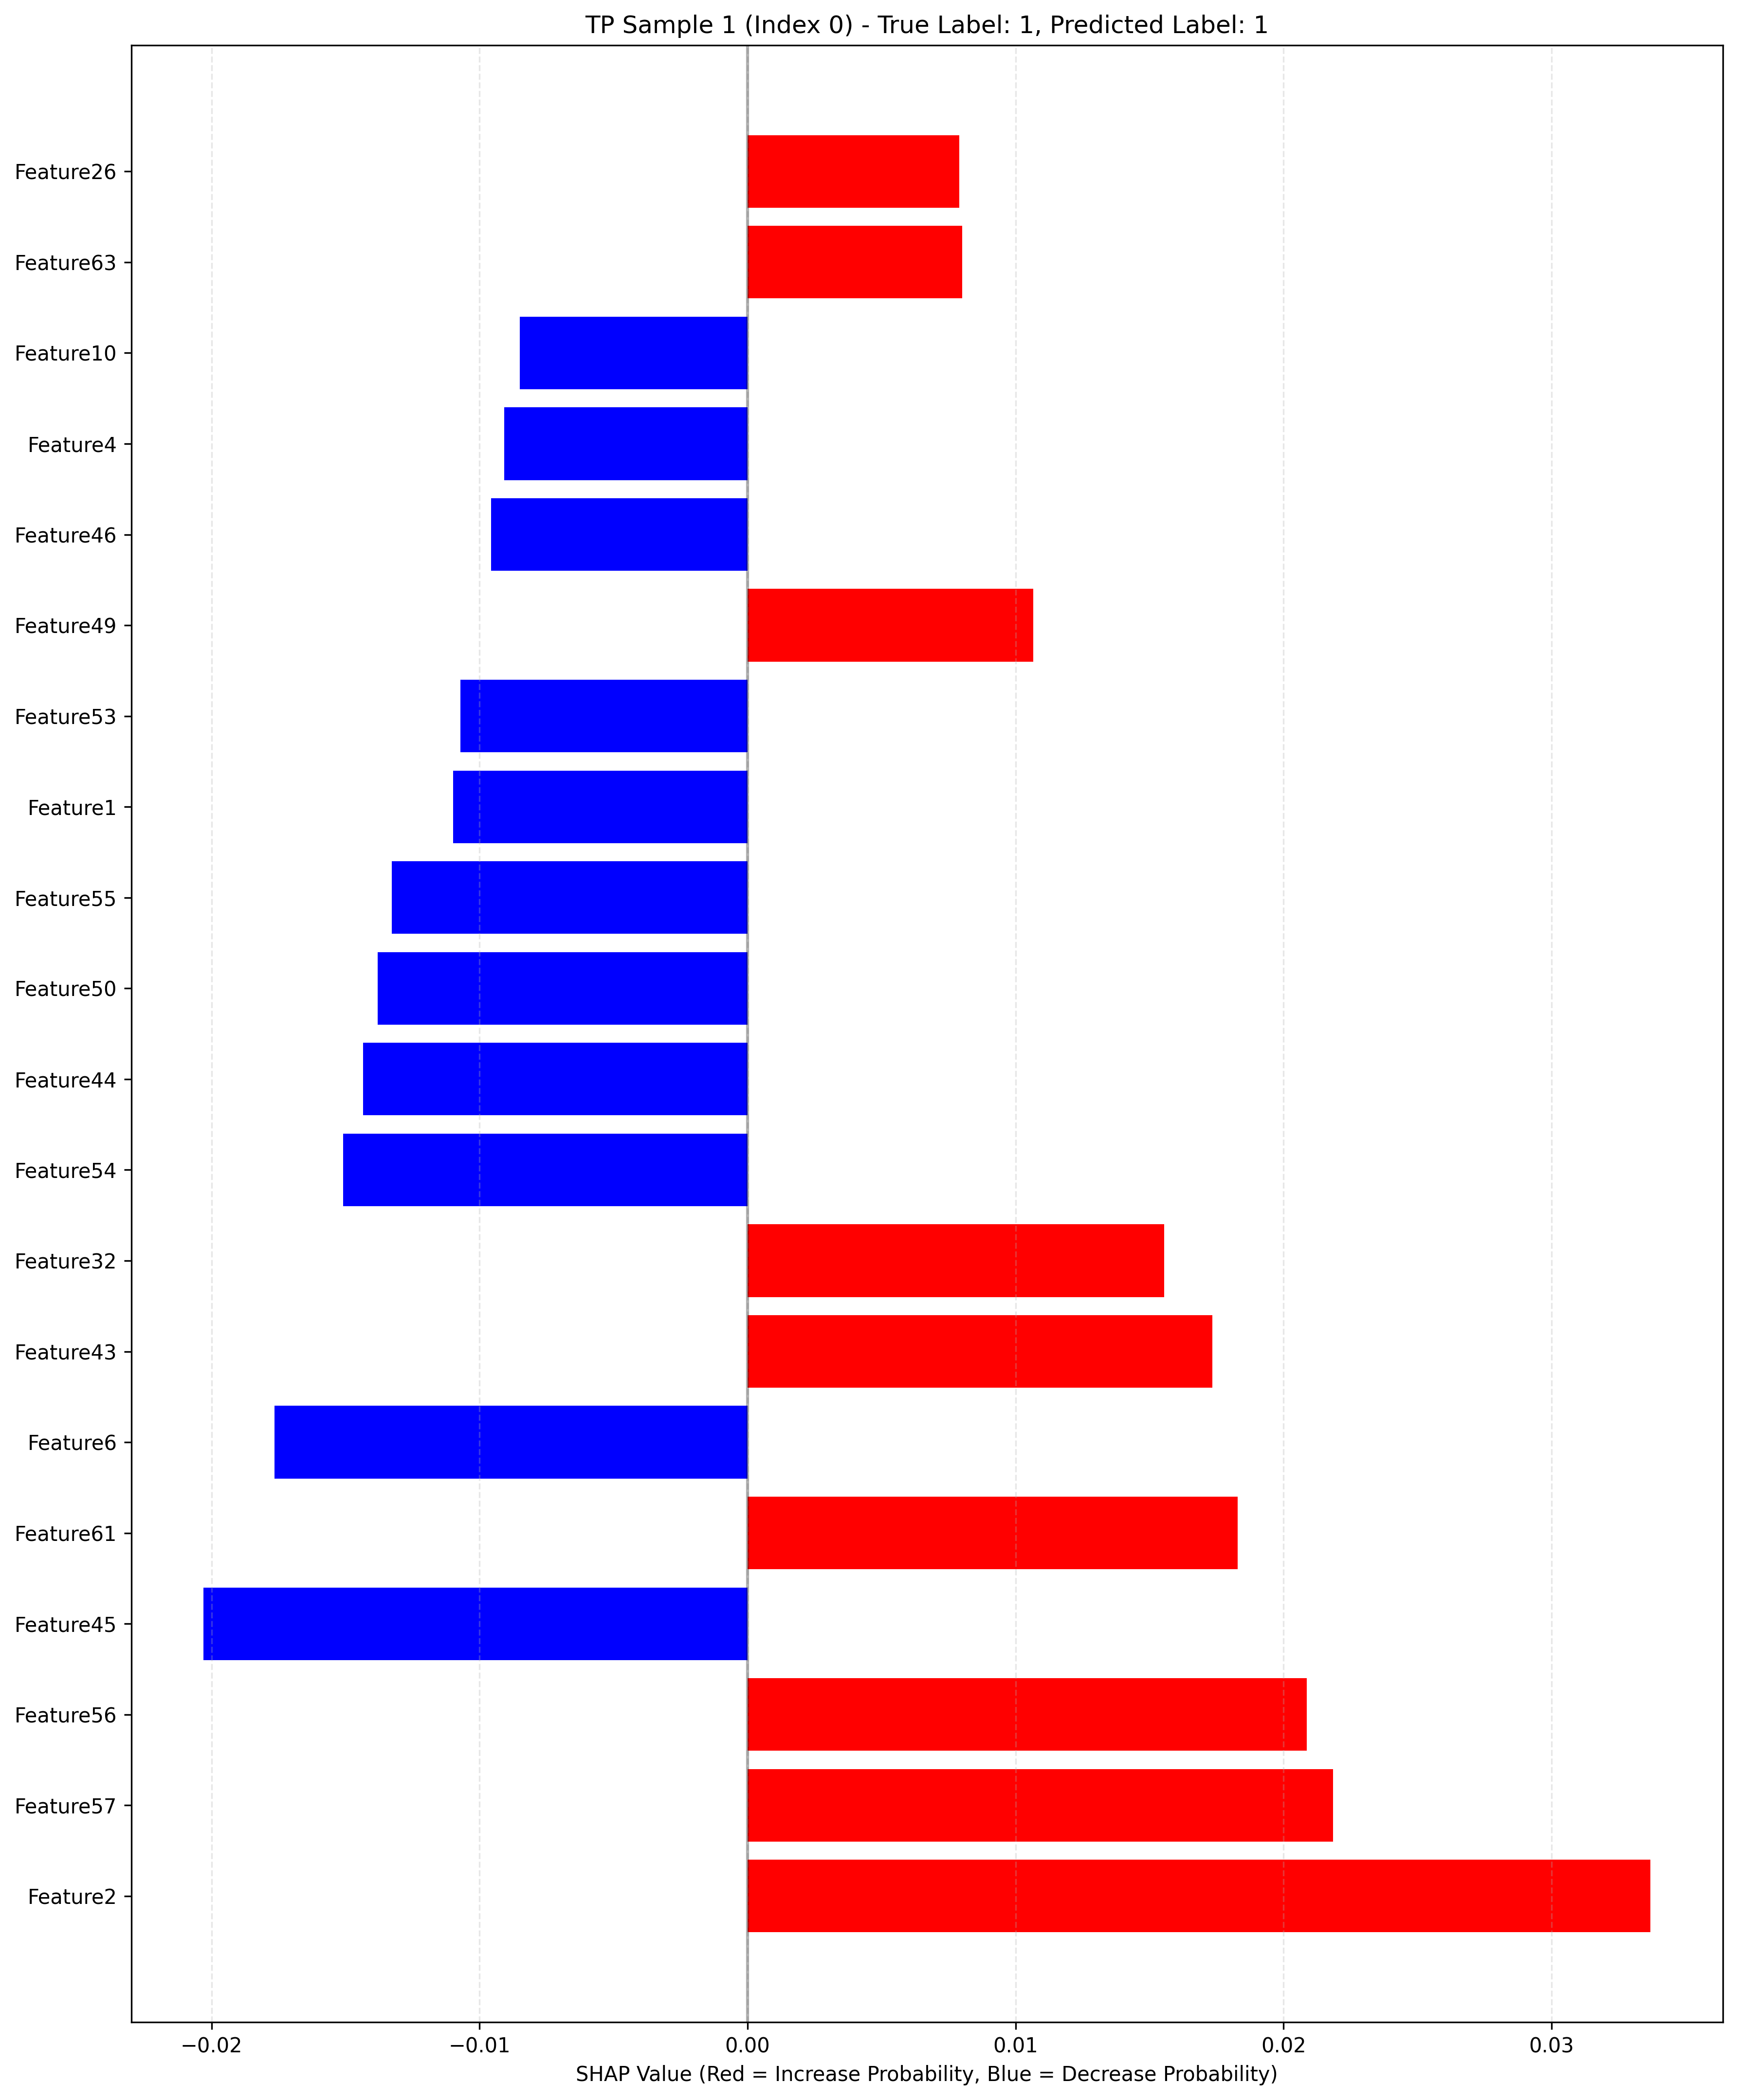 TP Sample 1 (Index 0) - True Label: 1, Predicted Label: 1
Feature26
Feature63
Feature10
Feature4
Feature46
Feature49
Feature53
Feature1
Feature55
Feature50
Feature44
Feature54
Feature32
Feature43
Feature6
Feature61
Feature45
Feature56
Feature57
Feature2
−0.02 −0.01 0.00 0.01 0.02 0.03
SHAP Value (Red = Increase Probability, Blue = Decrease Probability)